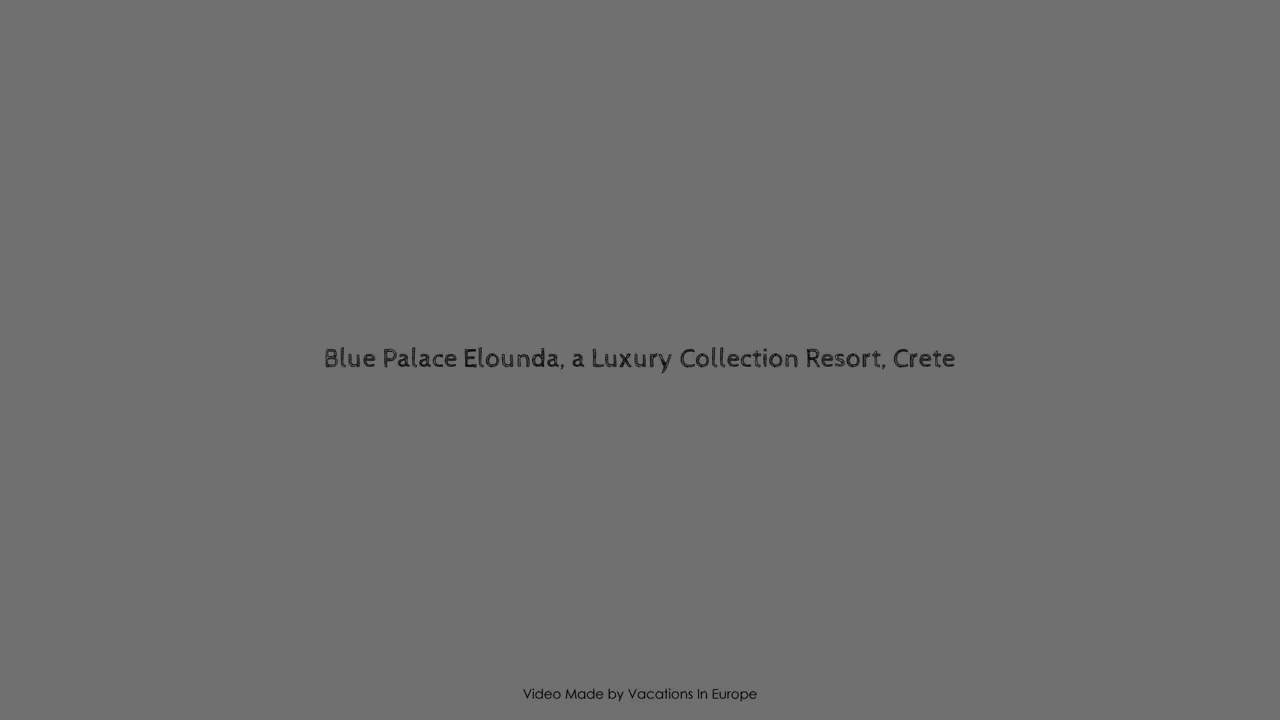 Blue Palace Elounda, a Luxury Collection Resort, Crete
Video Made by Vacations In Europe